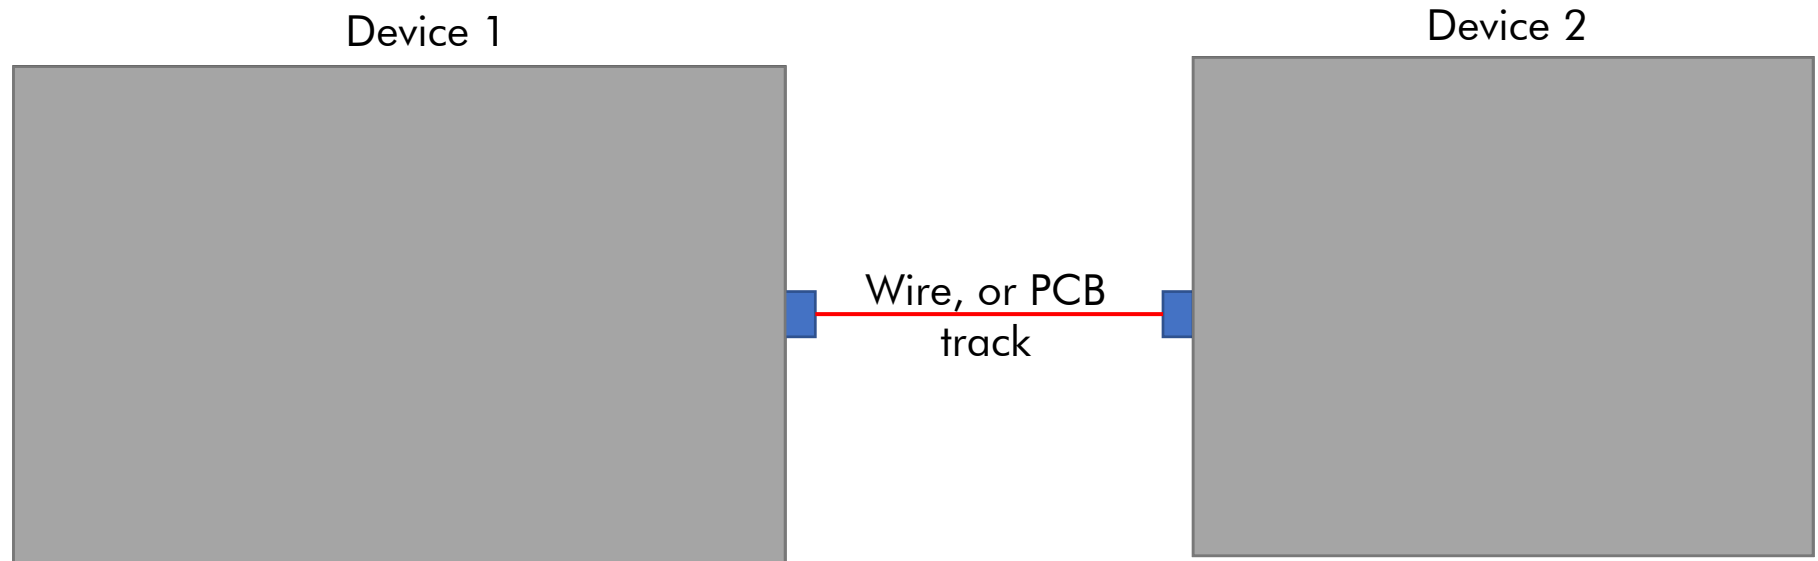 Device 1
Device 2
Wire, or PCB
track